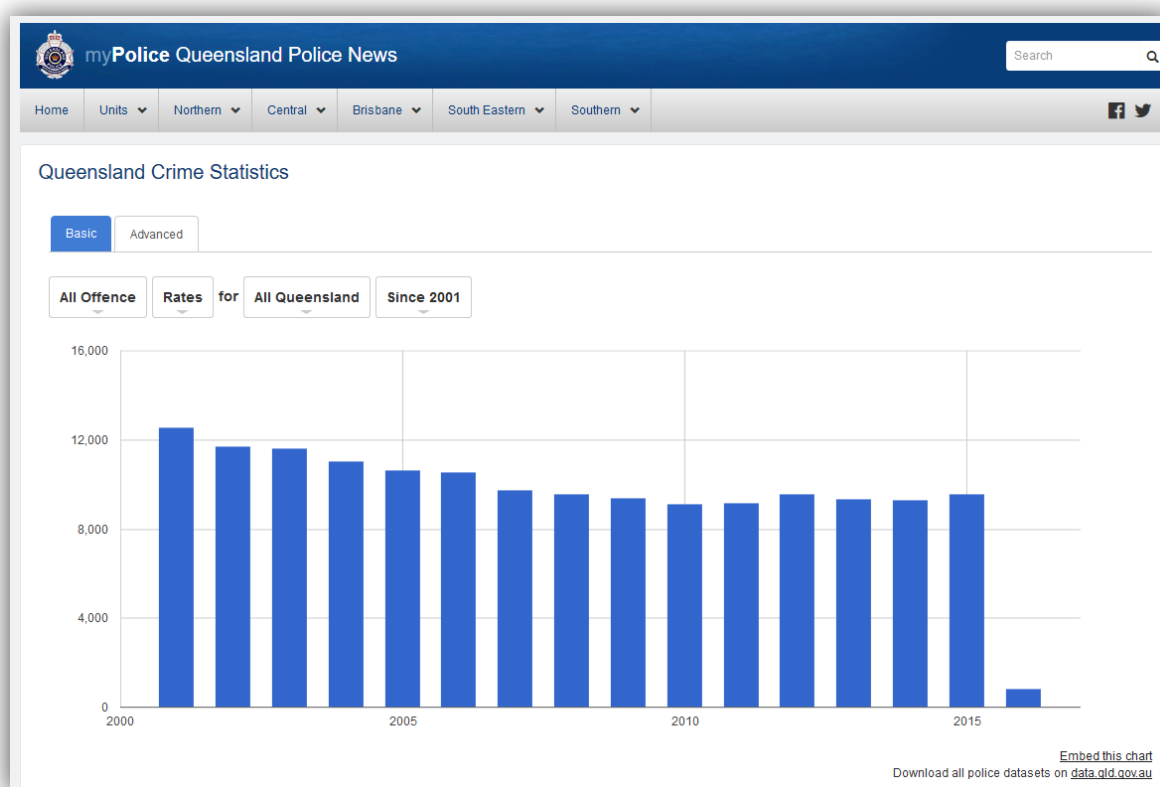 myPolice Queensland Police News
Search
Home Units Northern Central Brisbane South Eastern Southern
Queensland Crime Statistics
Basic Advanced
All Offence Rates for All Queensland Since 2001
16,000
12,000
8,000
4,000
0
2000 2005 2010 2015
Embed this chart
Download all police datasets on data.qld.gov.au